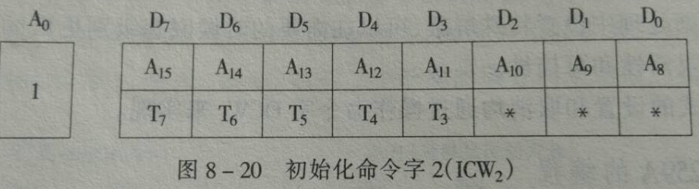 A₀ D₇ D₆ D₅ D₄ D₃ D₂ D₁ D₀
1 A₁₅ A₁₄ A₁₃ A₁₂ A₁₁ A₁₀ A₉ A₈
T₇ T₆ T₅ T₄ T₃ * * *
图 8-20 初始化命令字 2(ICW₂)